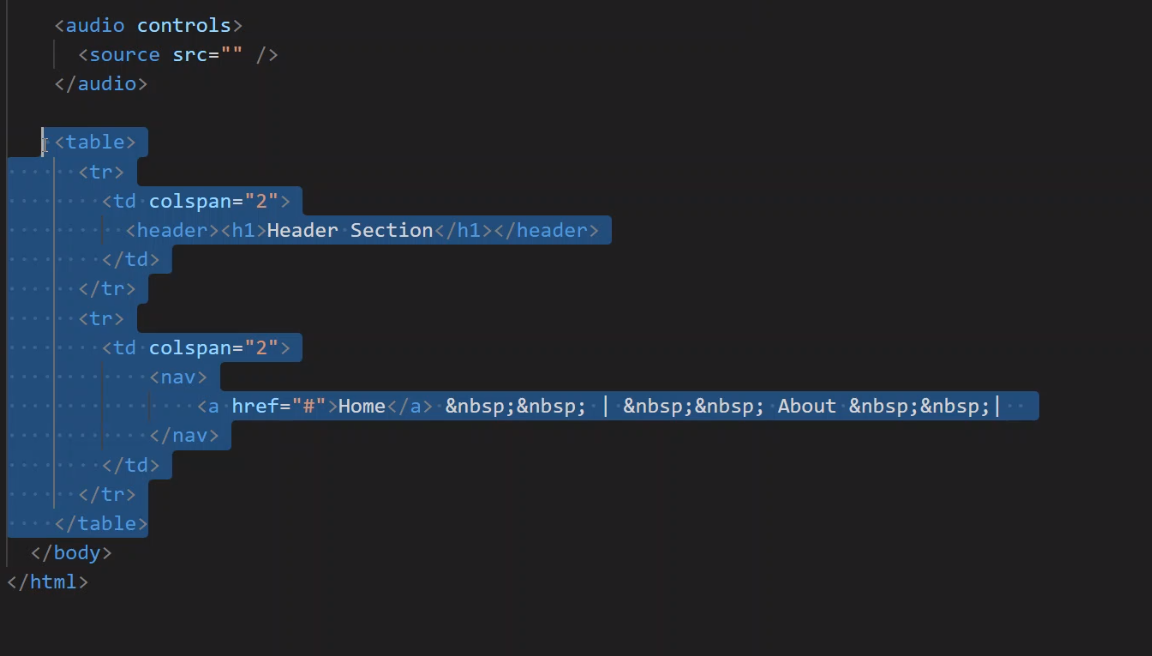 <audio controls>
<source src="" />
</audio>
<table>
<tr>
<td colspan="2">
<header><h1>Header Section</h1></header>
</td>
</tr>
<tr>
<td colspan="2">
<nav>
<a href="#">Home</a> &nbsp;&nbsp; | &nbsp;&nbsp; About &nbsp;&nbsp;|
</nav>
</td>
</tr>
</table>
</body>
</html>